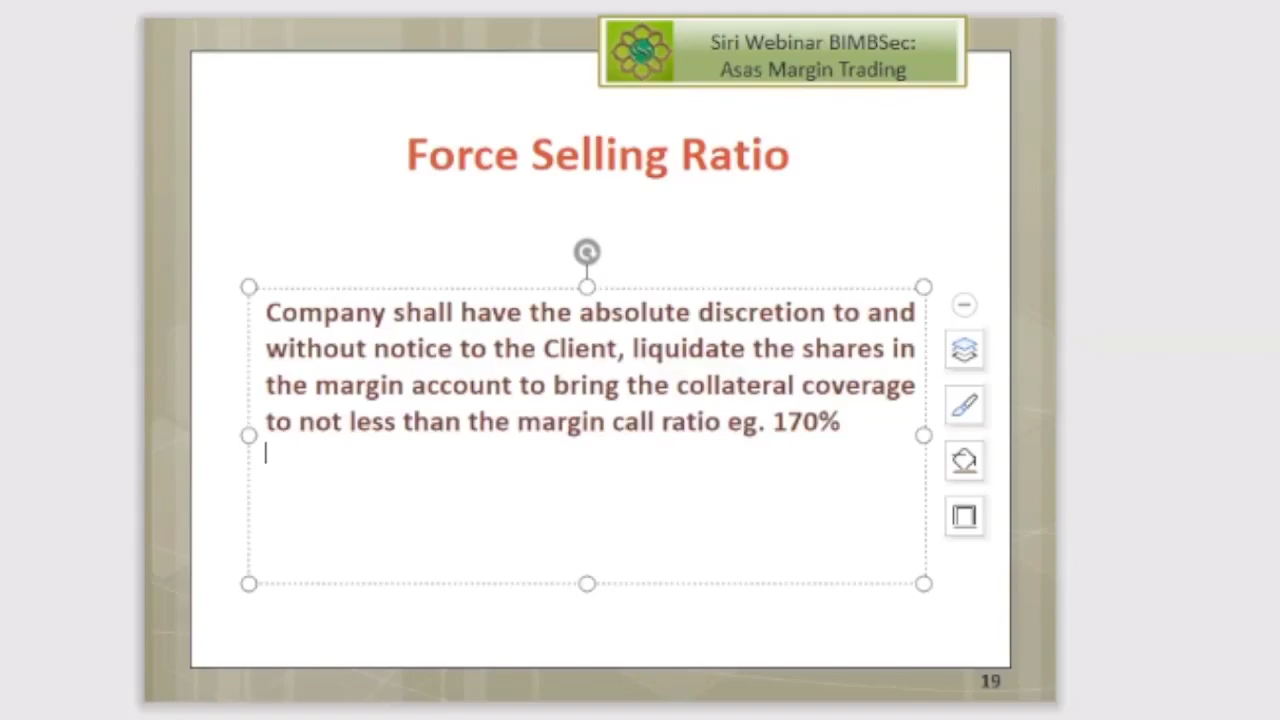 Siri Webinar BIMBSec:
Asas Margin Trading
Force Selling Ratio
Company shall have the absolute discretion to and
without notice to the Client, liquidate the shares in
the margin account to bring the collateral coverage
to not less than the margin call ratio eg. 170%
19